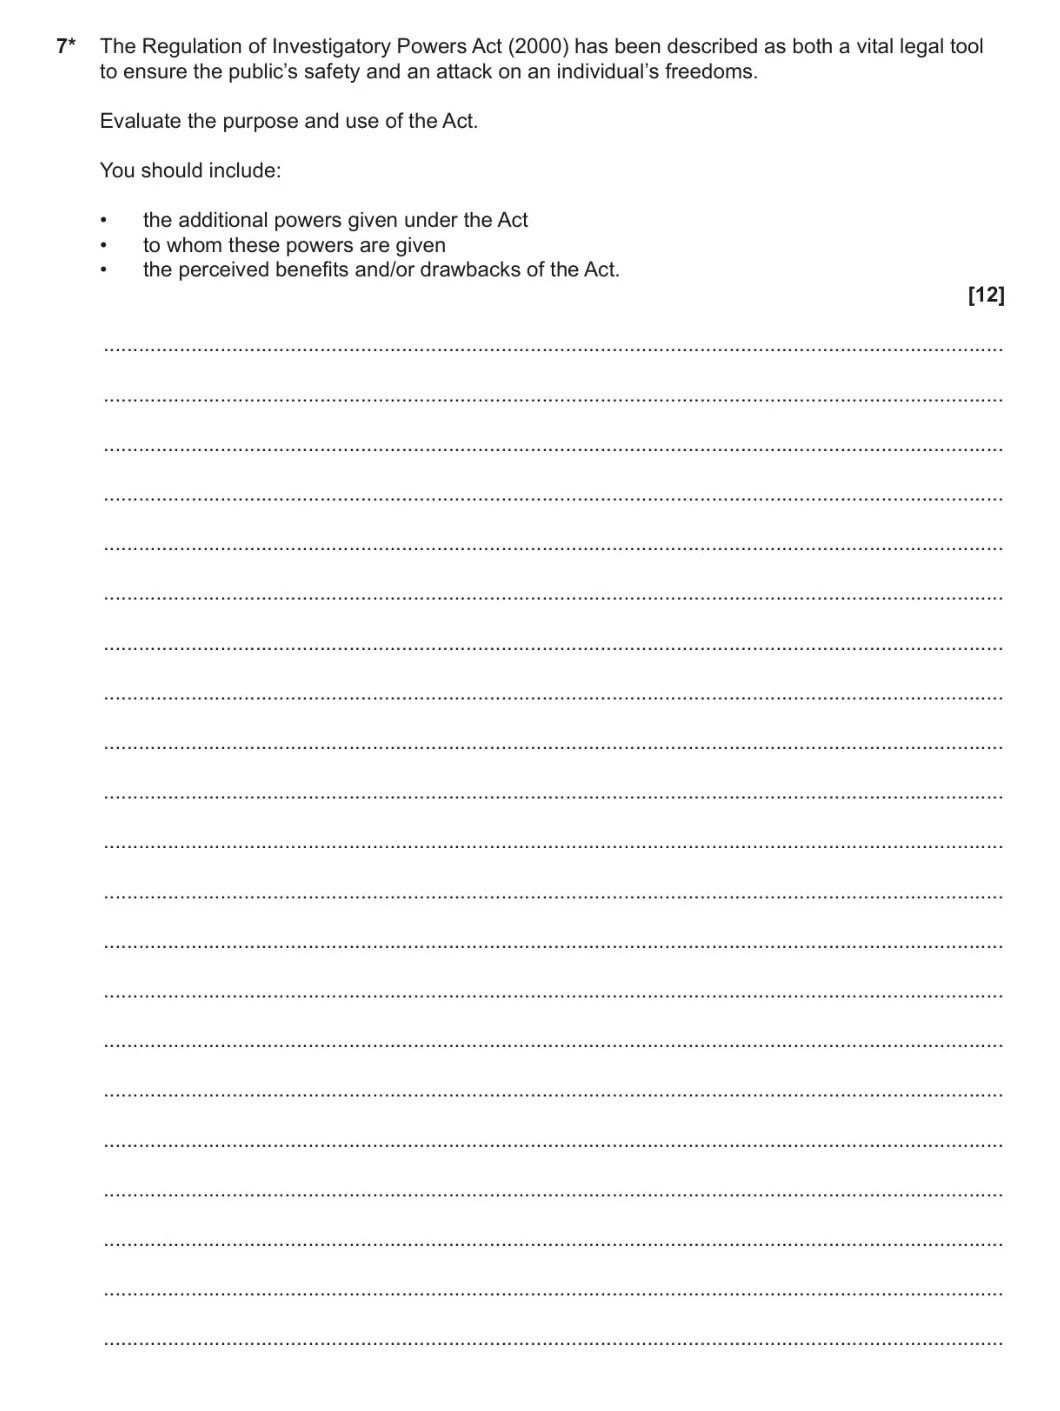 7* The Regulation of Investigatory Powers Act (2000) has been described as both a vital legal tool
to ensure the public's safety and an attack on an individual's freedoms.
Evaluate the purpose and use of the Act.
You should include:
• the additional powers given under the Act
• to whom these powers are given
• the perceived benefits and/or drawbacks of the Act.
[12]